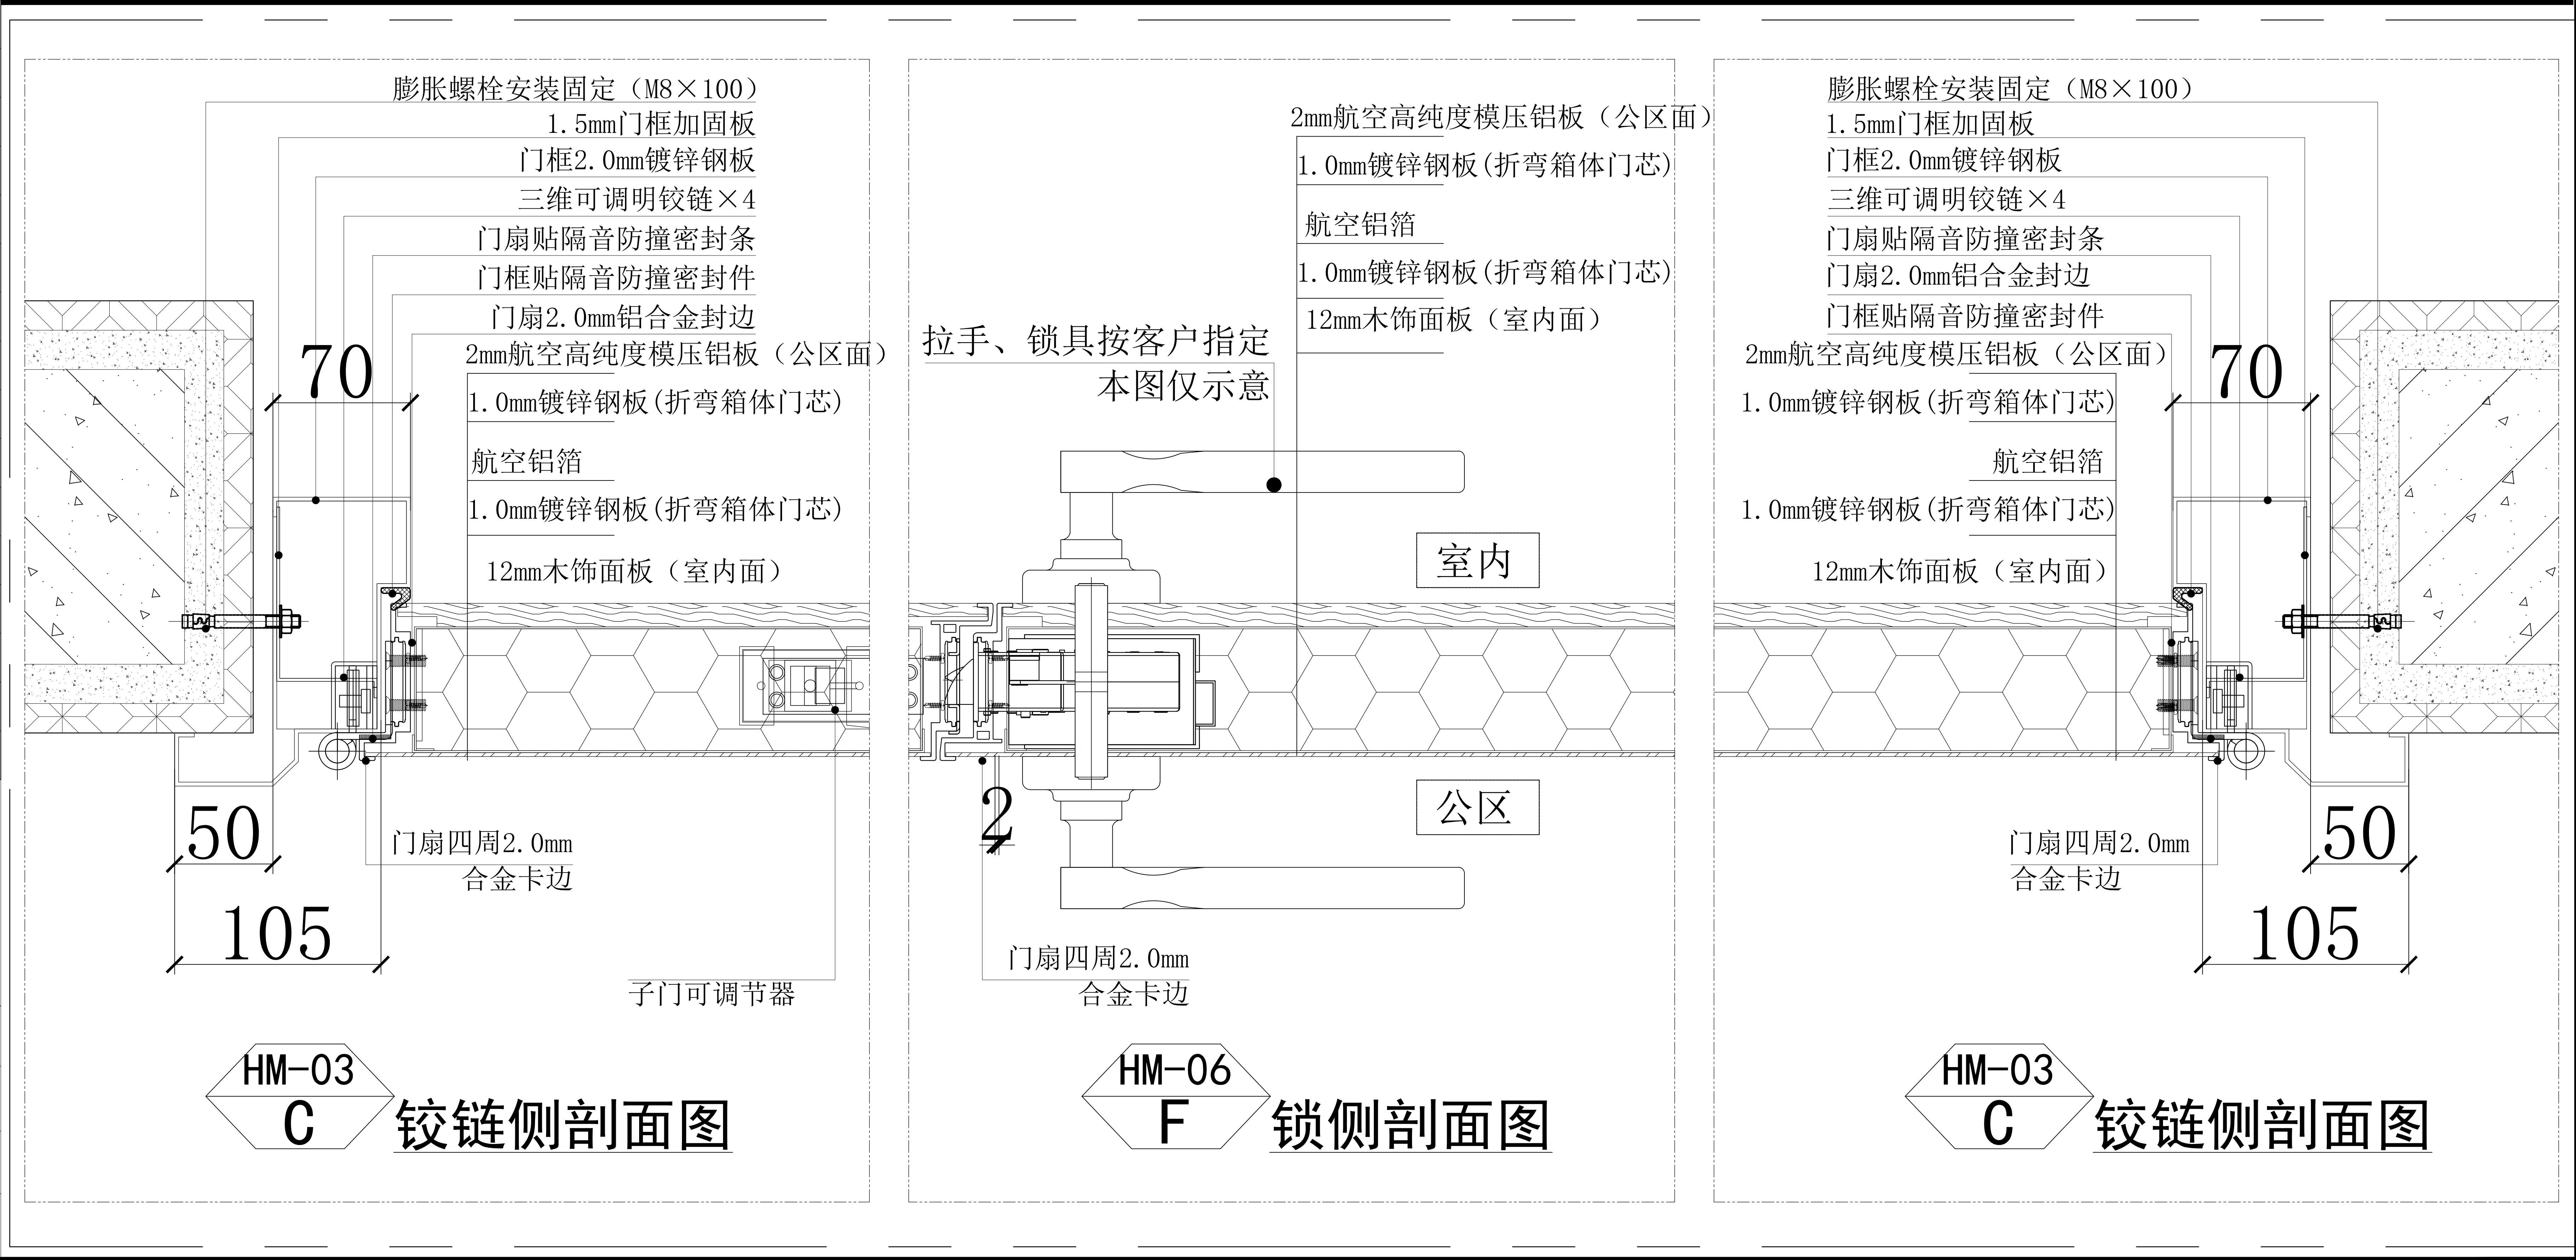 膨胀螺栓安装固定（M8×100）
1.5mm门框加固板
门框2.0mm镀锌钢板
三维可调明铰链×4
门扇贴隔音防撞密封条
门框贴隔音防撞密封件
门扇2.0mm铝合金封边
70
2mm航空高纯度模压铝板（公区面）
1.0mm镀锌钢板(折弯箱体门芯)
航空铝箔
1.0mm镀锌钢板(折弯箱体门芯)
12mm木饰面板（室内面）
50
105
门扇四周2.0mm
合金卡边
子门可调节器
HM-03
C
铰链侧剖面图
2mm航空高纯度模压铝板（公区面）
1.0mm镀锌钢板(折弯箱体门芯)
航空铝箔
1.0mm镀锌钢板(折弯箱体门芯)
12mm木饰面板（室内面）
拉手、锁具按客户指定
本图仅示意
室内
公区
2
门扇四周2.0mm
合金卡边
HM-06
F
锁侧剖面图
膨胀螺栓安装固定（M8×100）
1.5mm门框加固板
门框2.0mm镀锌钢板
三维可调明铰链×4
门扇贴隔音防撞密封条
门扇2.0mm铝合金封边
门框贴隔音防撞密封件
2mm航空高纯度模压铝板（公区面）
70
1.0mm镀锌钢板(折弯箱体门芯)
航空铝箔
1.0mm镀锌钢板(折弯箱体门芯)
12mm木饰面板（室内面）
门扇四周2.0mm
合金卡边
50
105
HM-03
C
铰链侧剖面图